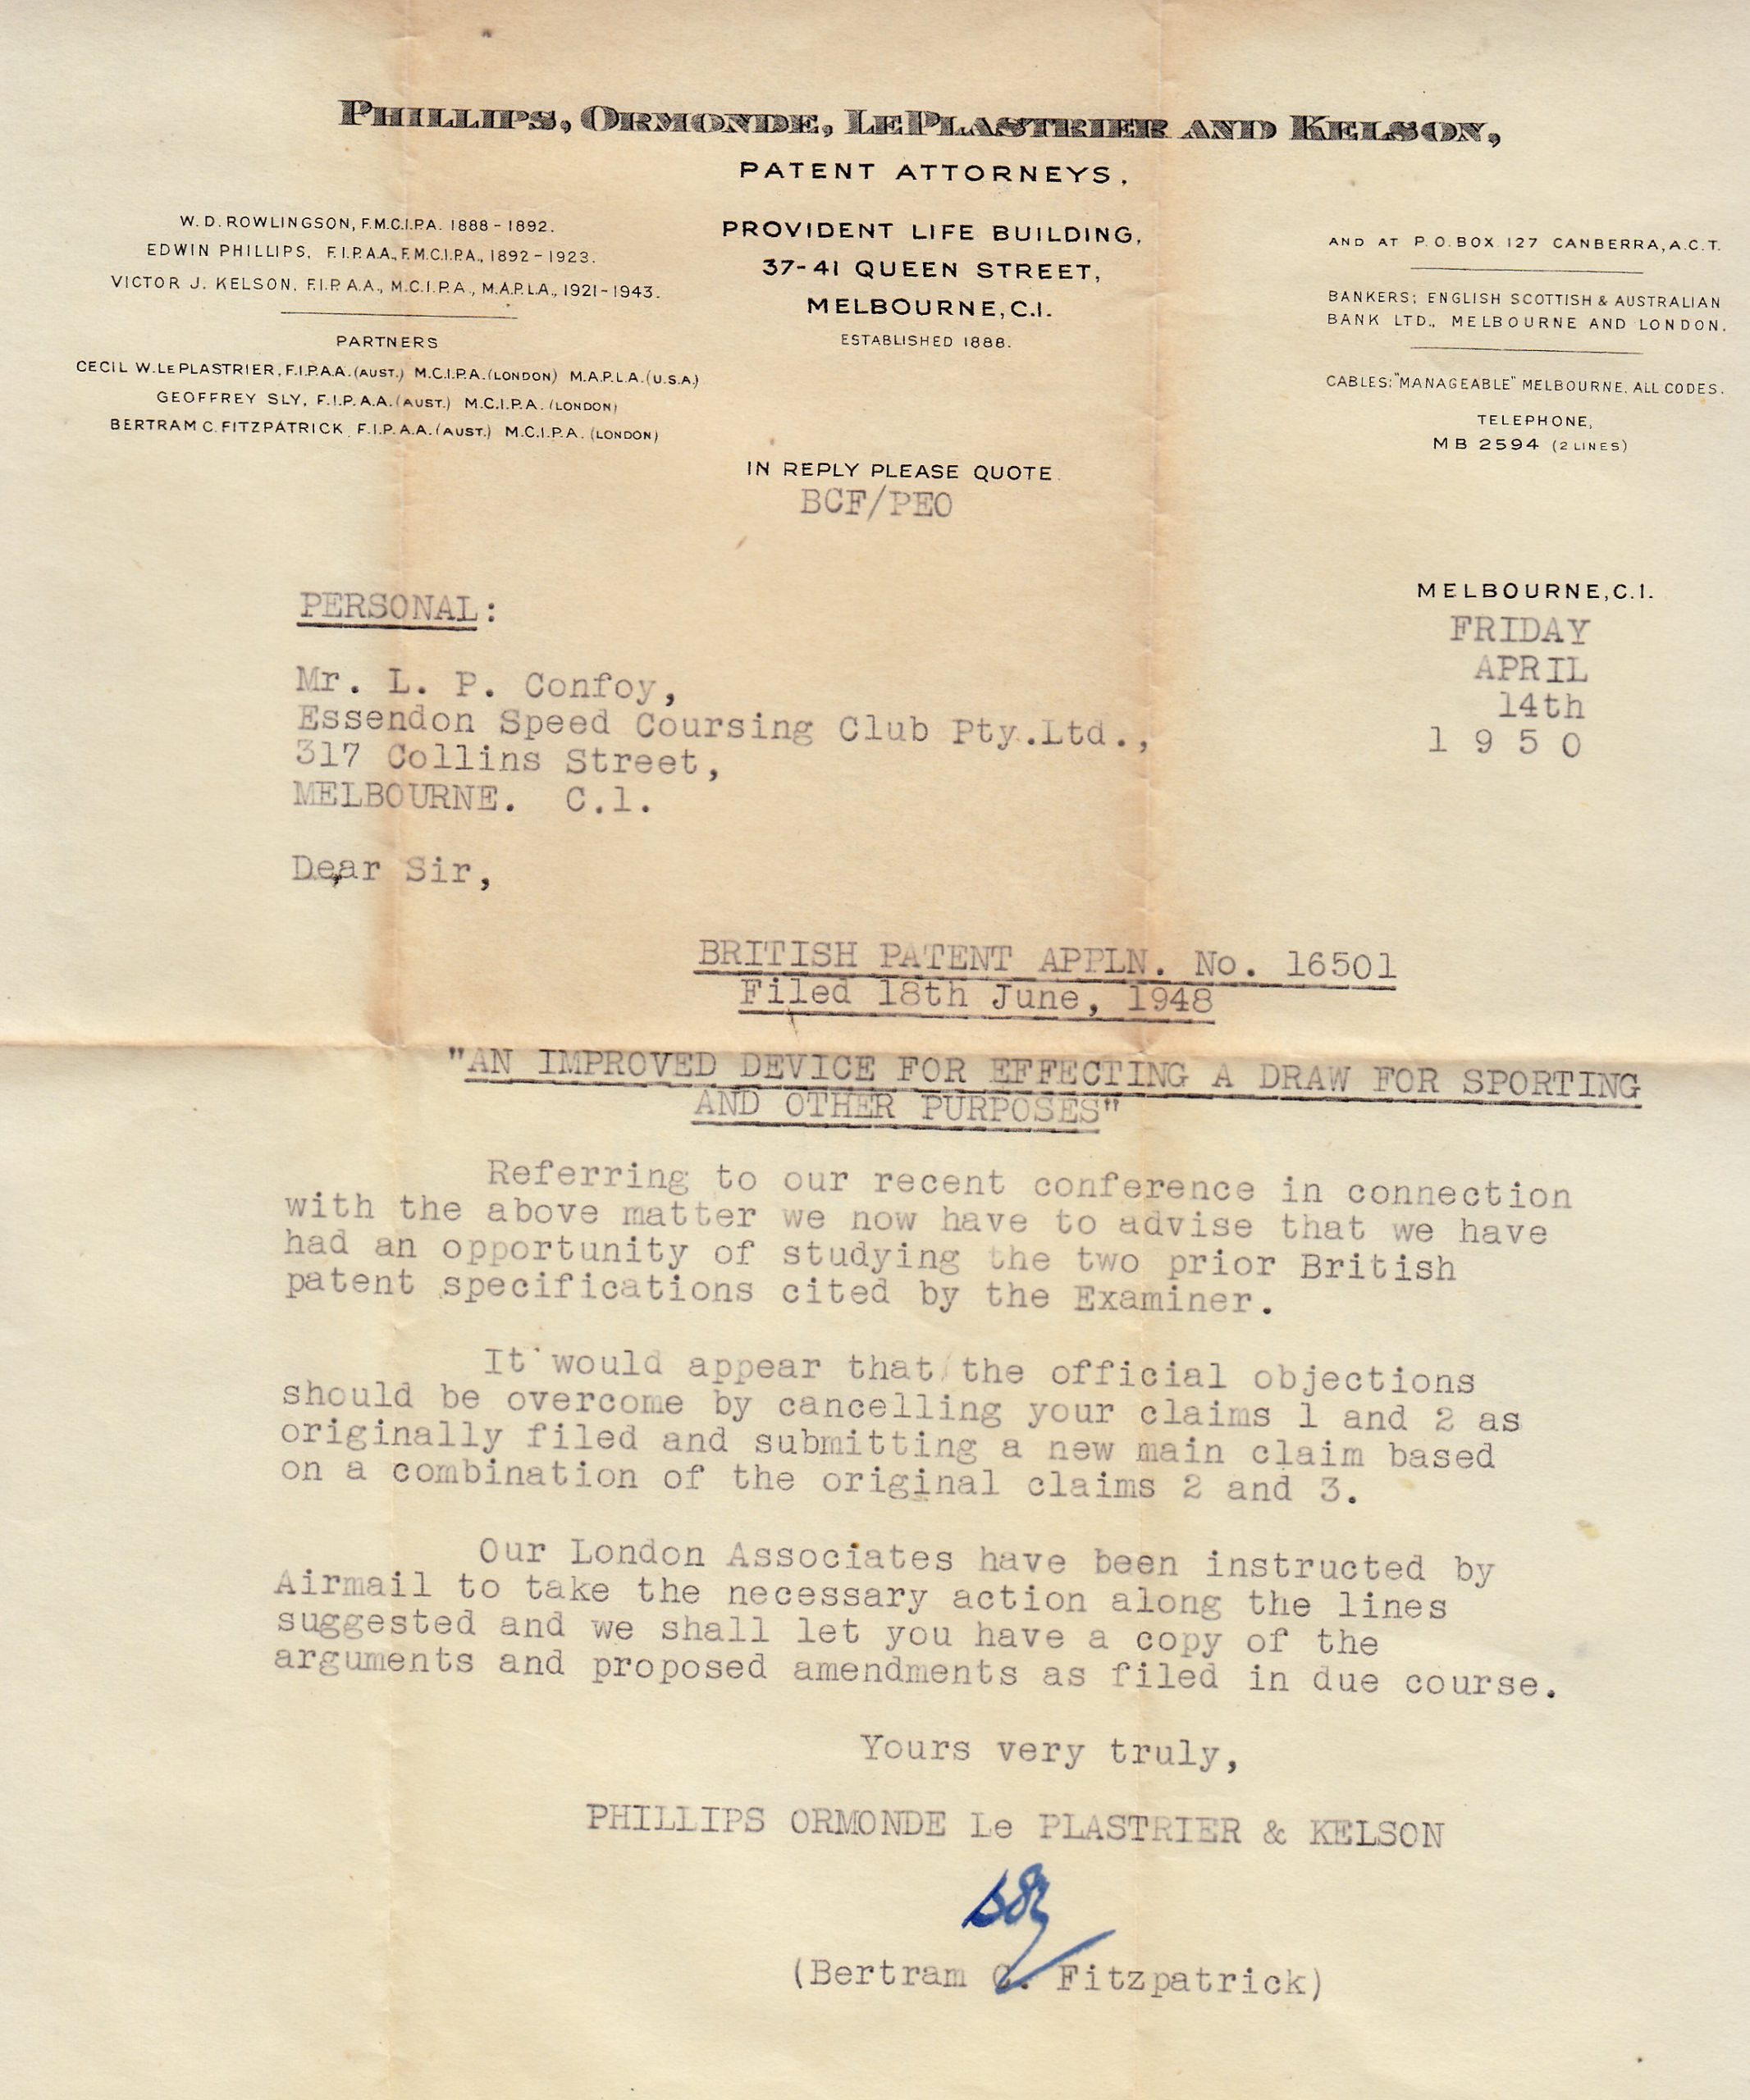 PHILLIPS, ORMONDE, LEPLASTRIER AND KELSON,
PATENT ATTORNEYS.
W. D. ROWLINGSON, F.M.C.I.P.A. 1888-1892.
EDWIN PHILLIPS, F.I.P.A.A., F.M.C.I.P.A., 1892-1923.
VICTOR J. KELSON, F.I.P.A.A., M.C.I.P.A., M.A.P.L.A., 1921-1943.
PARTNERS
CECIL W. LEPLASTRIER, F.I.P.A.A. (AUST.) M.C.I.P.A. (LONDON) M.A.P.L.A. (U.S.A.)
GEOFFREY SLY, F.I.P.A.A. (AUST.) M.C.I.P.A. (LONDON)
BERTRAM C. FITZPATRICK, F.I.P.A.A. (AUST.) M.C.I.P.A. (LONDON)
PROVIDENT LIFE BUILDING,
37-41 QUEEN STREET,
MELBOURNE, C.I.
ESTABLISHED 1888.
AND AT P.O. BOX 127 CANBERRA, A.C.T.
BANKERS; ENGLISH SCOTTISH & AUSTRALIAN
BANK LTD., MELBOURNE AND LONDON.
CABLES: "MANAGEABLE" MELBOURNE. ALL CODES.
TELEPHONE,
MB 2594 (2 LINES)
IN REPLY PLEASE QUOTE
BCF/PEO
MELBOURNE, C.I.
FRIDAY
APRIL
14th
1 9 5 0
PERSONAL:
Mr. L. P. Confoy,
Essendon Speed Coursing Club Pty.Ltd.,
317 Collins Street,
MELBOURNE. C.1.
Dear Sir,
BRITISH PATENT APPLN. No. 16501
Filed 18th June, 1948
"AN IMPROVED DEVICE FOR EFFECTING A DRAW FOR SPORTING
AND OTHER PURPOSES"
Referring to our recent conference in connection
with the above matter we now have to advise that we have
had an opportunity of studying the two prior British
patent specifications cited by the Examiner.
It would appear that the official objections
should be overcome by cancelling your claims 1 and 2 as
originally filed and submitting a new main claim based
on a combination of the original claims 2 and 3.
Our London Associates have been instructed by
Airmail to take the necessary action along the lines
suggested and we shall let you have a copy of the
arguments and proposed amendments as filed in due course.
Yours very truly,
PHILLIPS ORMONDE Le PLASTRIER & KELSON
(Bertram C. Fitzpatrick)